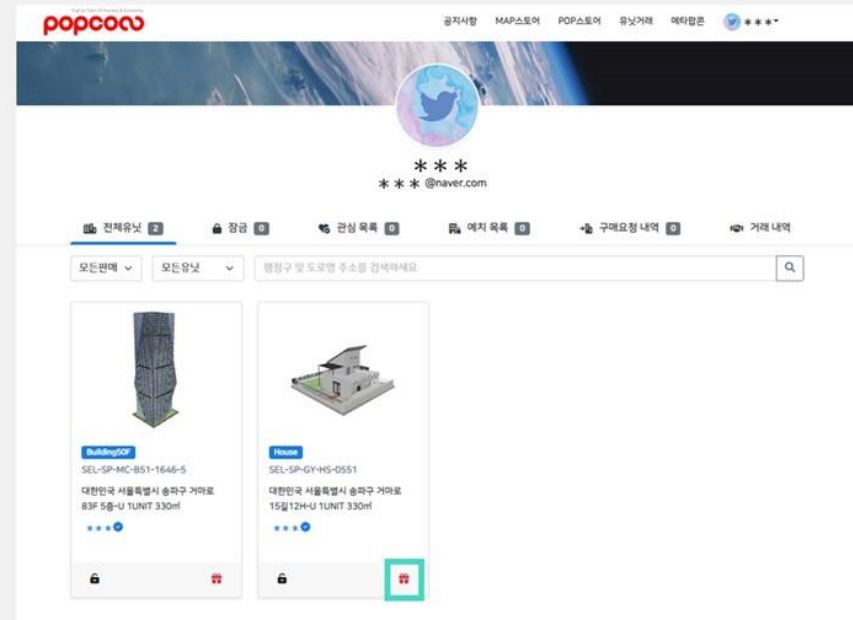 Digital Twin of Society & Economy
popcoco
공지사항 MAP스토어 POP스토어 유닛거래 메타팝콘 ***
***
*** @naver.com
전체유닛 2 잠금 0 관심 목록 0 예치 목록 0 구매요청 내역 0 거래 내역
모든판매 모든유닛 행정구 및 도로명 주소를 검색하세요
Building50F
SEL-SP-MC-B51-1646-5
대한민국 서울특별시 송파구 거마로
83F 5층-U 1UNIT 330㎡
***
House
SEL-SP-GY-HS-0551
대한민국 서울특별시 송파구 거마로
15길12H-U 1UNIT 330㎡
***